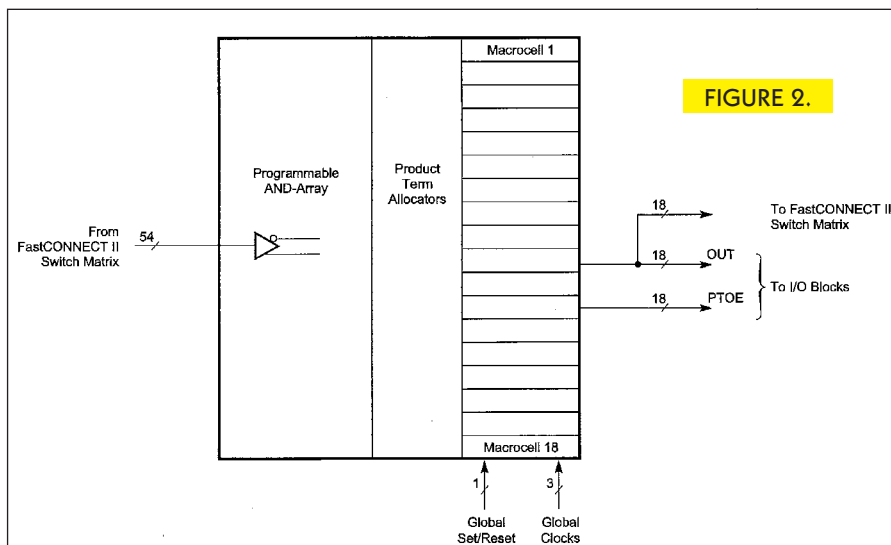 Macrocell 1
FIGURE 2.
Programmable
AND-Array
Product
Term
Allocators
From
FastCONNECT II
Switch Matrix
54
18
To FastCONNECT II
Switch Matrix
18
OUT
18
PTOE
To I/O Blocks
Macrocell 18
1
3
Global
Set/Reset
Global
Clocks